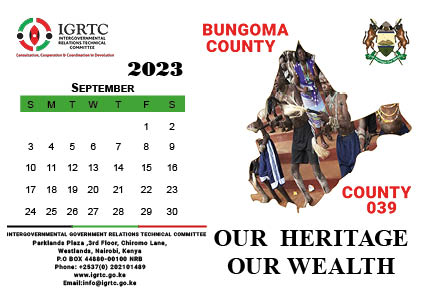 IGRTC
INTERGOVERNMENTAL
RELATIONS TECHNICAL
COMMITTEE
Consultation, Cooperation & Coordination in Devolution
2023
SEPTEMBER
S M T W T F S
1 2
3 4 5 6 7 8 9
10 11 12 13 14 15 16
17 18 19 20 21 22 23
24 25 26 27 28 29 30
INTERGOVERNMENT GOVERNMENT RELATIONS TECHNICAL COMMITTEE
Parklands Plaza ,3rd Floor, Chiromo Lane,
Westlands, Nairobi, Kenya
P.O BOX 44880-00100 NRB
Phone: +2537(0) 202101489
www.igrtc.go.ke
Email:info@igrtc.go.ke
BUNGOMA
COUNTY
COUNTY
039
OUR HERITAGE
OUR WEALTH